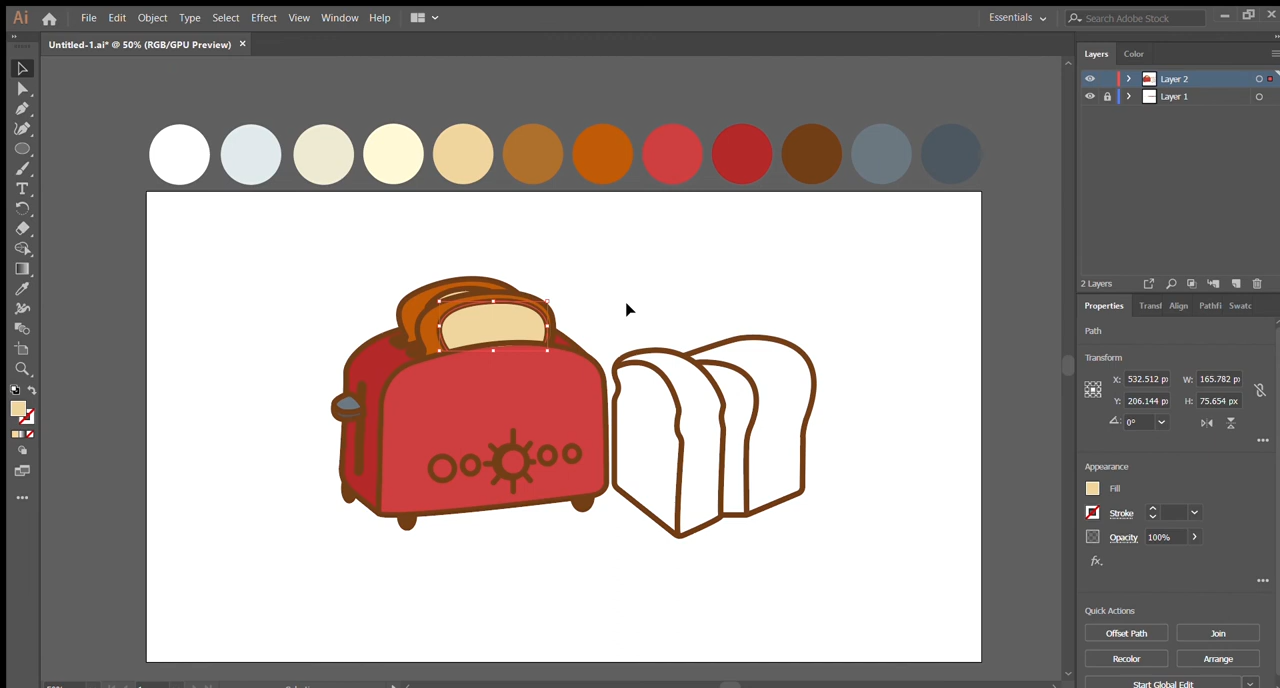 Ai File Edit Object Type Select Effect View Window Help Essentials Search Adobe Stock
Untitled-1.ai* @ 50% (RGB/GPU Preview) ×
Layers Color
Layer 2
Layer 1
2 Layers
Properties Transf Align Pathfi Swatc
Path
Transform
X: 532.512 p W: 165.782 p
Y: 206.144 p H: 75.654 px
0°
Appearance
Fill
Stroke
Opacity 100%
fx.
Quick Actions
Offset Path Join
Recolor Arrange
Start Global Edit